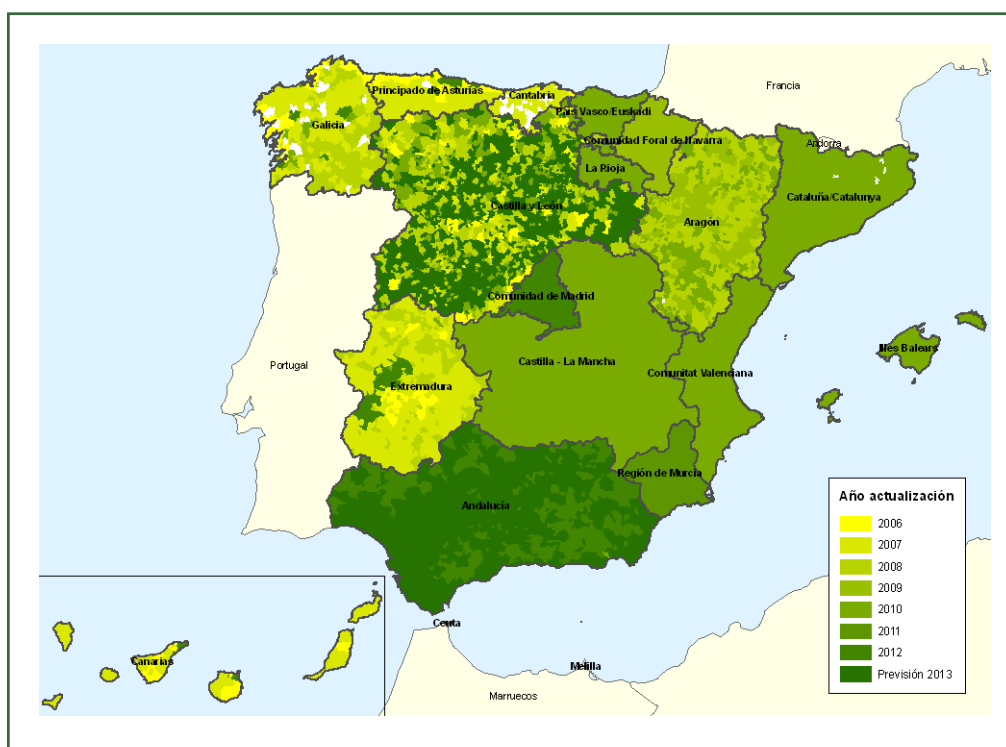 Francia
Principado de Asturias
Cantabria
País Vasco/Euskadi
Galicia
Comunidad Foral de Navarra
Andorra
La Rioja
Cataluña/Catalunya
Castilla y León
Aragón
Comunidad de Madrid
Illes Balears
Castilla - La Mancha
Comunitat Valenciana
Portugal
Extremadura
Región de Murcia
Andalucía
Año actualización
2006
2007
2008
2009
2010
2011
2012
Previsión 2013
Ceuta
Canarias
Melilla
Marruecos